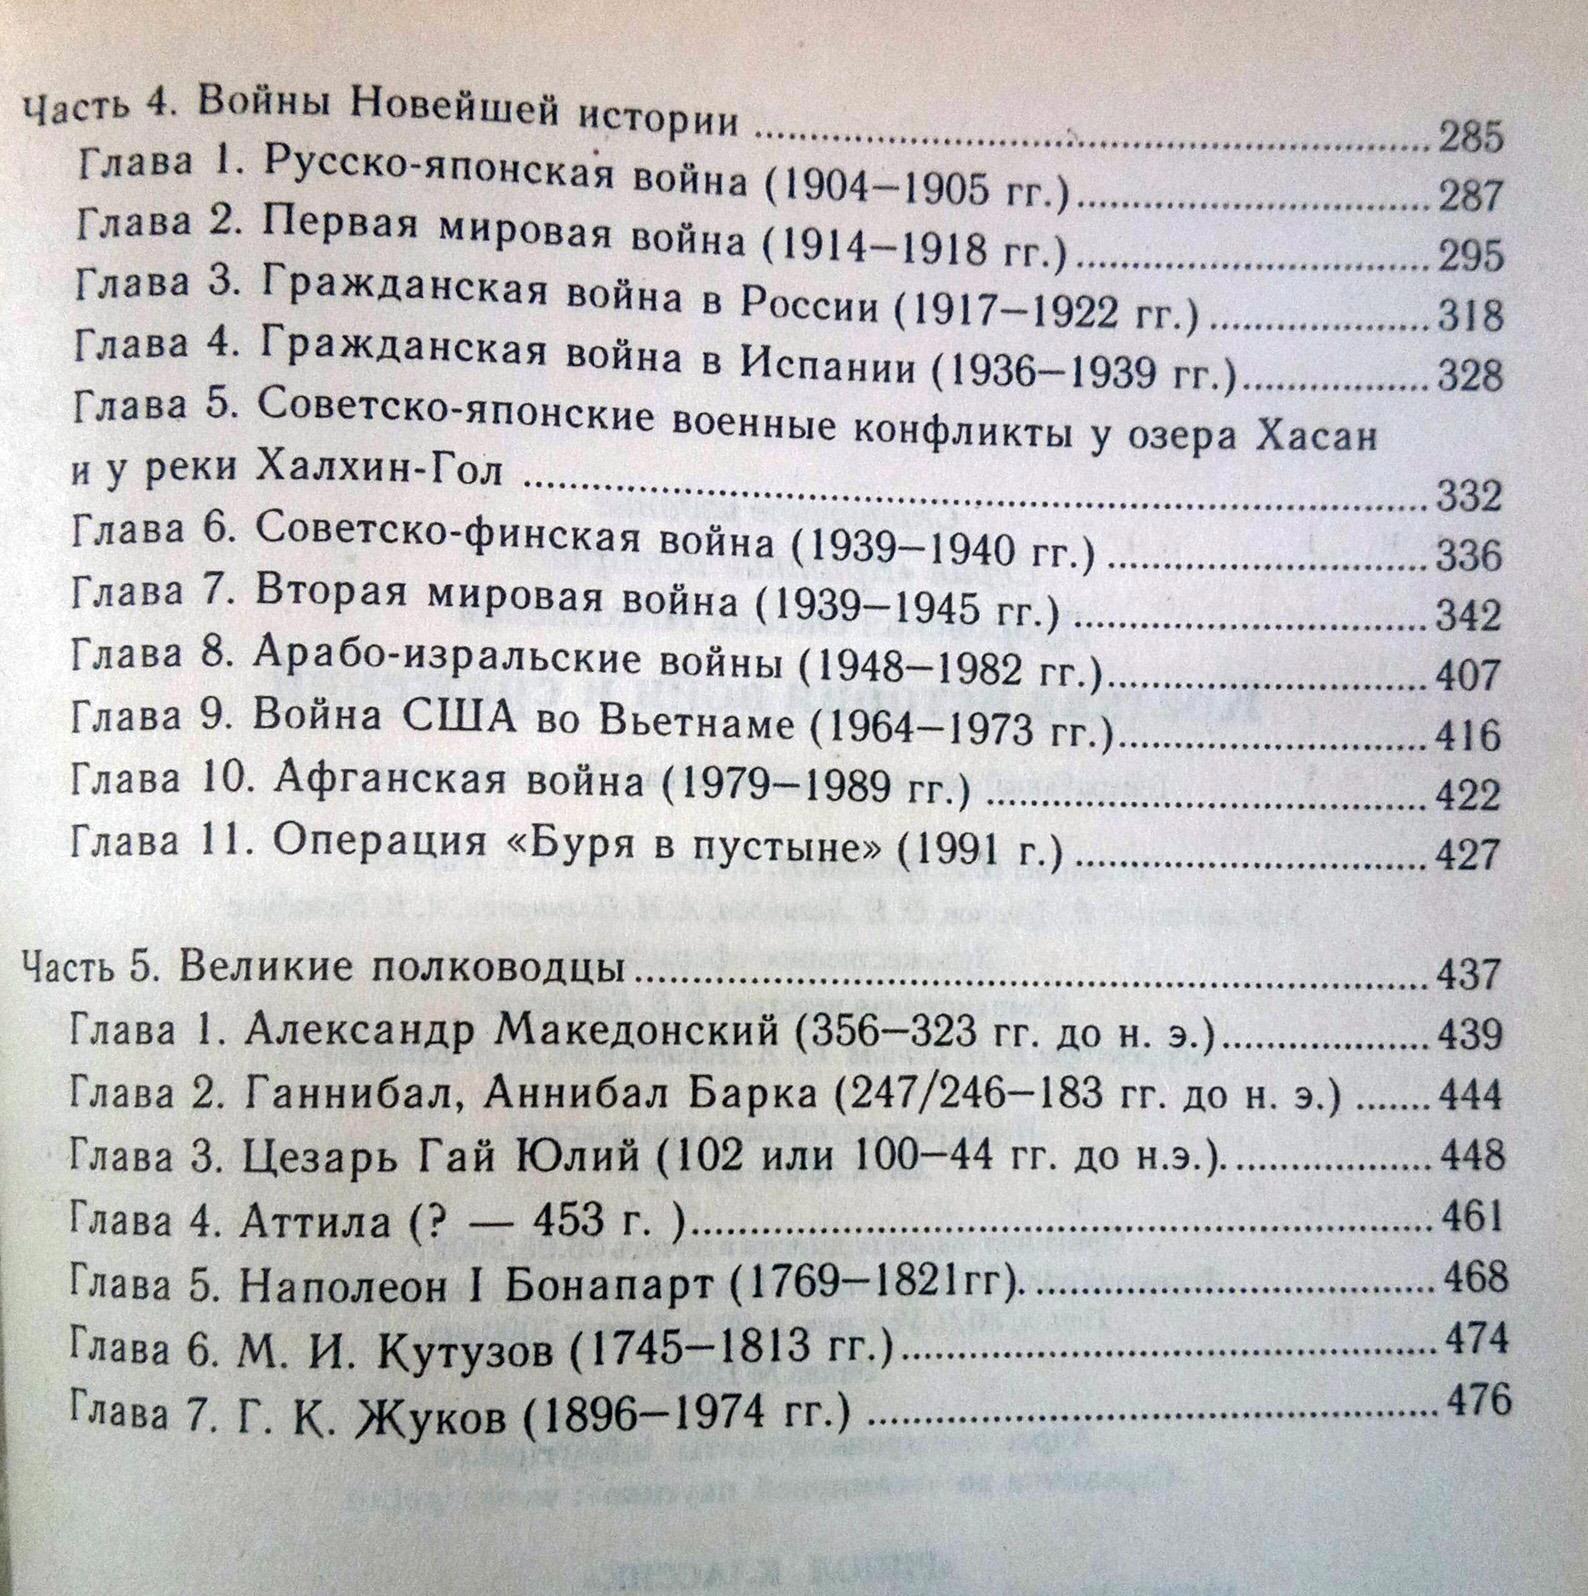 Часть 4. Войны Новейшей истории ..... 285
Глава 1. Русско-японская война (1904—1905 гг.) ..... 287
Глава 2. Первая мировая война (1914—1918 гг.) ..... 295
Глава 3. Гражданская война в России (1917—1922 гг.) ..... 318
Глава 4. Гражданская война в Испании (1936—1939 гг.) ..... 328
Глава 5. Советско-японские военные конфликты у озера Хасан
и у реки Халхин-Гол ..... 332
Глава 6. Советско-финская война (1939—1940 гг.) ..... 336
Глава 7. Вторая мировая война (1939—1945 гг.) ..... 342
Глава 8. Арабо-изральские войны (1948—1982 гг.) ..... 407
Глава 9. Война США во Вьетнаме (1964—1973 гг.) ..... 416
Глава 10. Афганская война (1979—1989 гг.) ..... 422
Глава 11. Операция «Буря в пустыне» (1991 г.) ..... 427
Часть 5. Великие полководцы ..... 437
Глава 1. Александр Македонский (356—323 гг. до н. э.) ..... 439
Глава 2. Ганнибал, Аннибал Барка (247/246—183 гг. до н. э.) ..... 444
Глава 3. Цезарь Гай Юлий (102 или 100—44 гг. до н.э.). ..... 448
Глава 4. Аттила (? — 453 г. ) ..... 461
Глава 5. Наполеон I Бонапарт (1769—1821гг). ..... 468
Глава 6. М. И. Кутузов (1745—1813 гг.) ..... 474
Глава 7. Г. К. Жуков (1896—1974 гг.) ..... 476